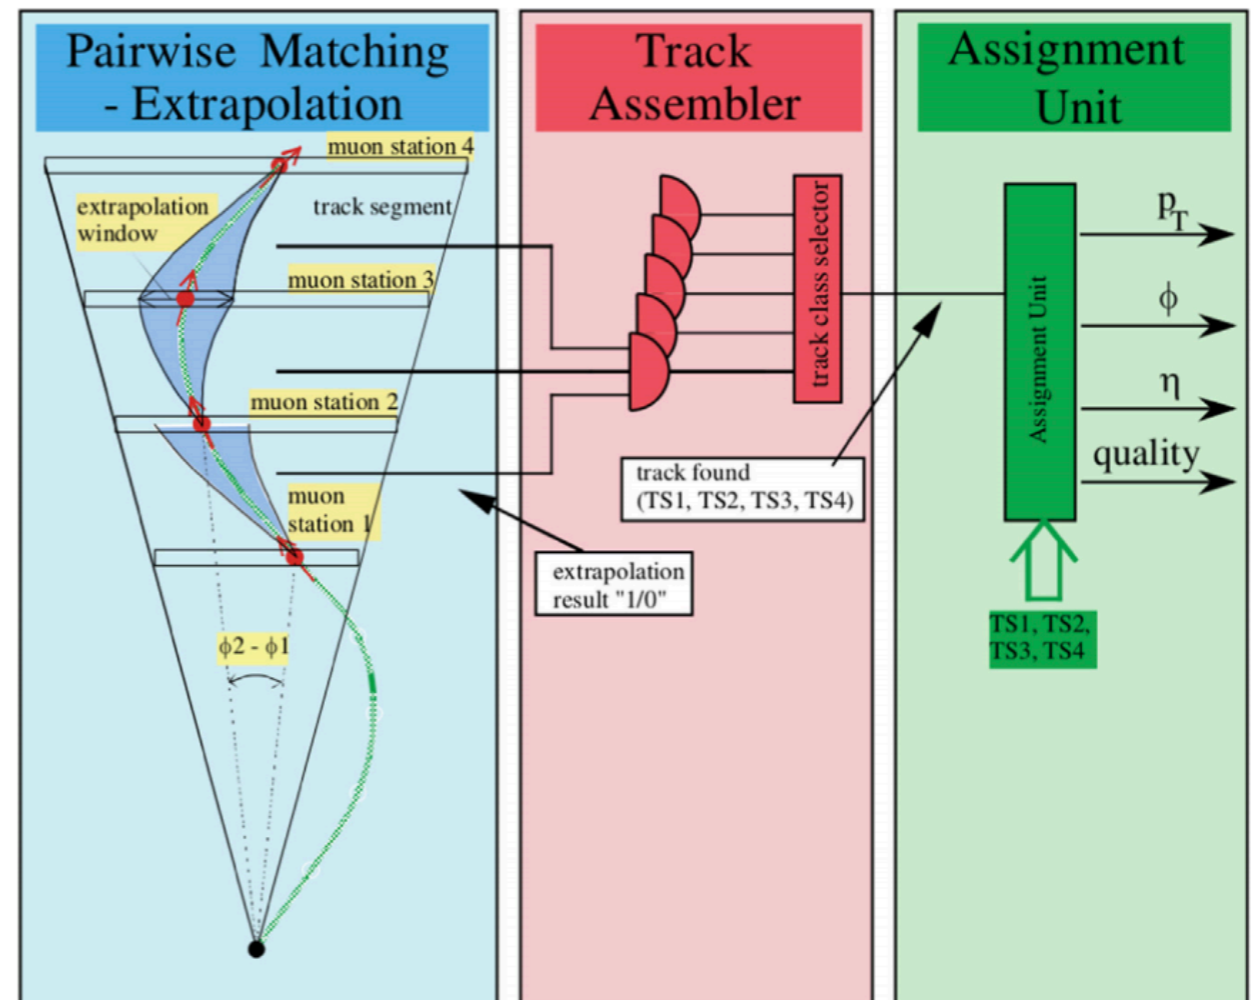 Pairwise Matching
- Extrapolation
muon station 4
extrapolation
window
track segment
muon station 3
muon station 2
muon
station 1
ϕ2 - ϕ1
Track
Assembler
track class selector
track found
(TS1, TS2, TS3, TS4)
extrapolation
result "1/0"
Assignment
Unit
Assignment Unit
pT
ϕ
η
quality
TS1, TS2,
TS3, TS4